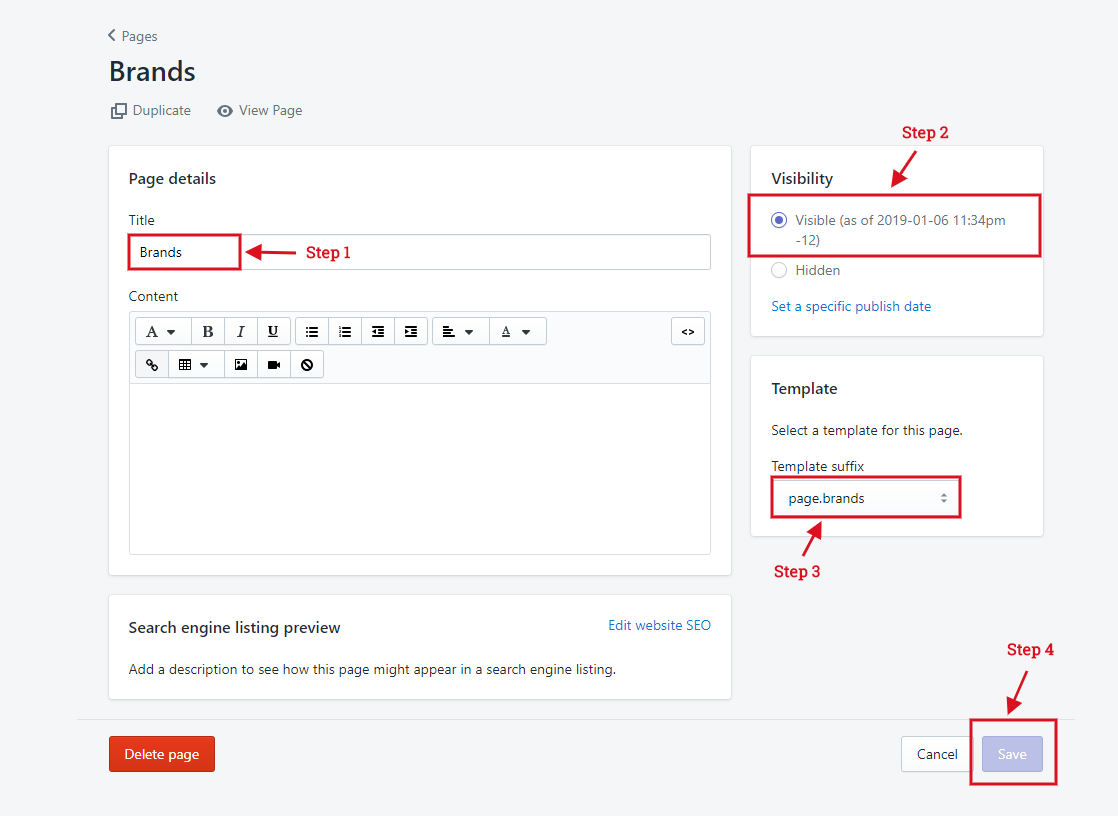 Pages
Brands
Duplicate View Page
Step 2
Page details
Title
Brands
Step 1
Content
A B I U A <>
Visibility
Visible (as of 2019-01-06 11:34pm
-12)
Hidden
Set a specific publish date
Template
Select a template for this page.
Template suffix
page.brands
Step 3
Search engine listing preview
Edit website SEO
Add a description to see how this page might appear in a search engine listing.
Step 4
Delete page
Cancel
Save